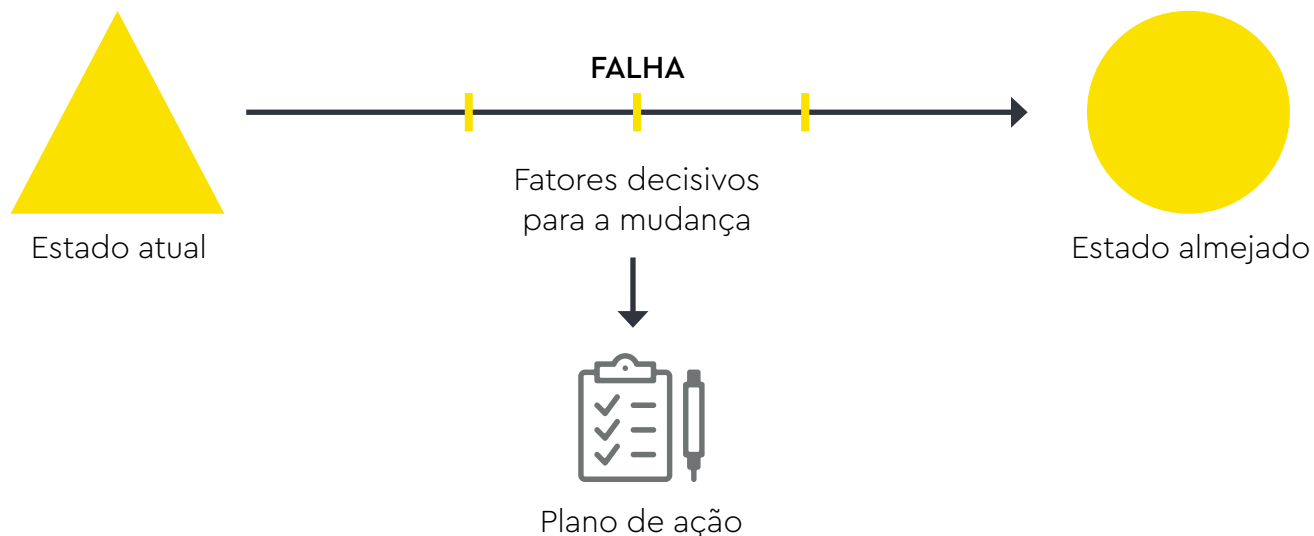 FALHA
Fatores decisivos
para a mudança
Estado atual
Estado almejado
Plano de ação